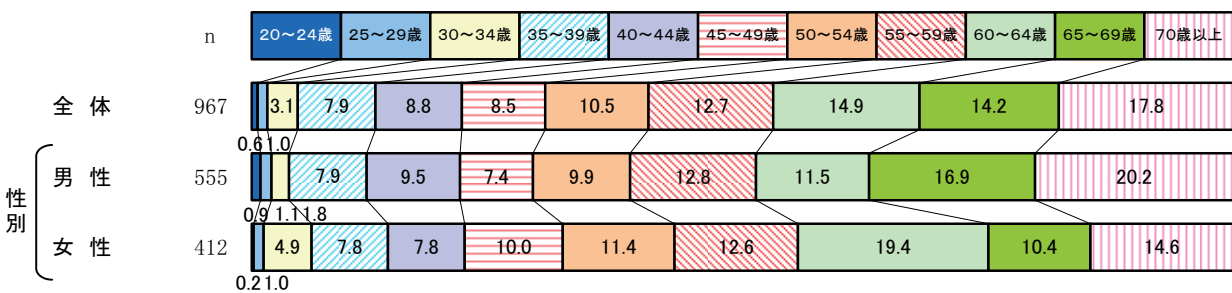 n 20～24歳 25～29歳 30～34歳 35～39歳 40～44歳 45～49歳 50～54歳 55～59歳 60～64歳 65～69歳 70歳以上
全 体 967 3.1 7.9 8.8 8.5 10.5 12.7 14.9 14.2 17.8
0.6 1.0
性別
男 性 555 7.9 9.5 7.4 9.9 12.8 11.5 16.9 20.2
0.9 1.1 1.8
女 性 412 4.9 7.8 7.8 10.0 11.4 12.6 19.4 10.4 14.6
0.2 1.0